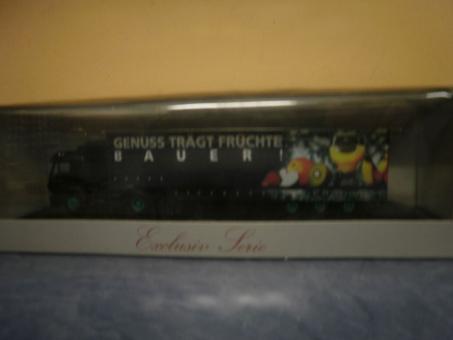 GENUSS TRÄGT FRÜCHTE
BAUER!
Exclusiv-Serie